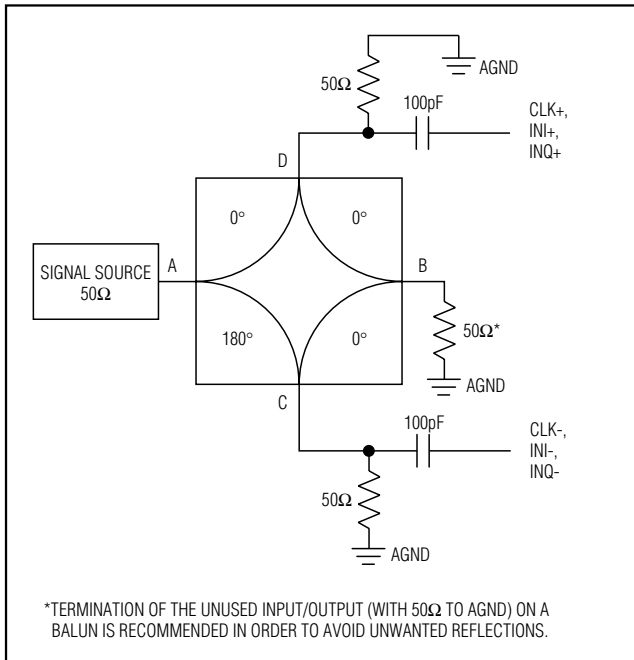 AGND
50Ω
100pF
CLK+,
INI+,
INQ+
D
0°
0°
SIGNAL SOURCE
50Ω
A
B
180°
0°
50Ω*
AGND
C
100pF
CLK-,
INI-,
INQ-
50Ω
AGND
*TERMINATION OF THE UNUSED INPUT/OUTPUT (WITH 50Ω TO AGND) ON A
BALUN IS RECOMMENDED IN ORDER TO AVOID UNWANTED REFLECTIONS.